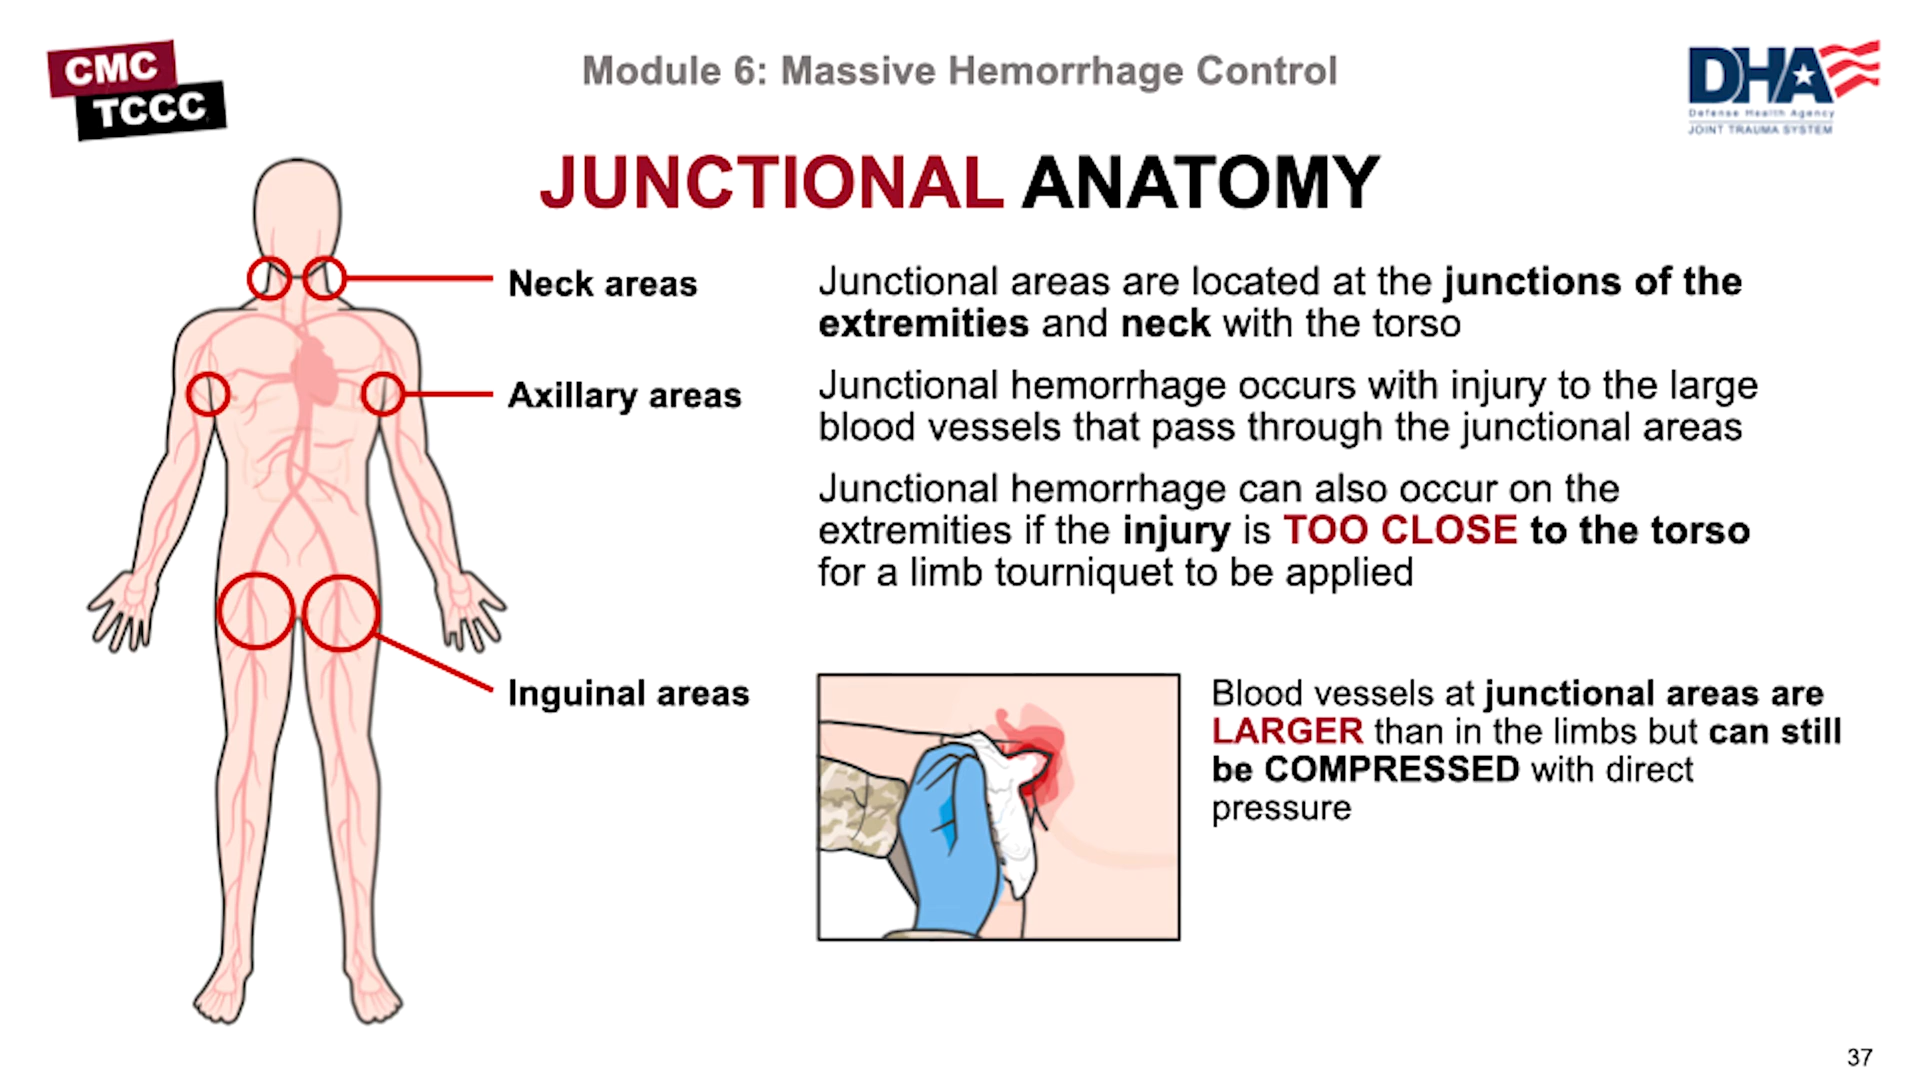 CMC
TCCC
Module 6: Massive Hemorrhage Control
DHA
Defense Health Agency
JOINT TRAUMA SYSTEM
JUNCTIONAL ANATOMY
Neck areas
Axillary areas
Inguinal areas
Junctional areas are located at the junctions of the
extremities and neck with the torso
Junctional hemorrhage occurs with injury to the large
blood vessels that pass through the junctional areas
Junctional hemorrhage can also occur on the
extremities if the injury is TOO CLOSE to the torso
for a limb tourniquet to be applied
Blood vessels at junctional areas are
LARGER than in the limbs but can still
be COMPRESSED with direct
pressure
37